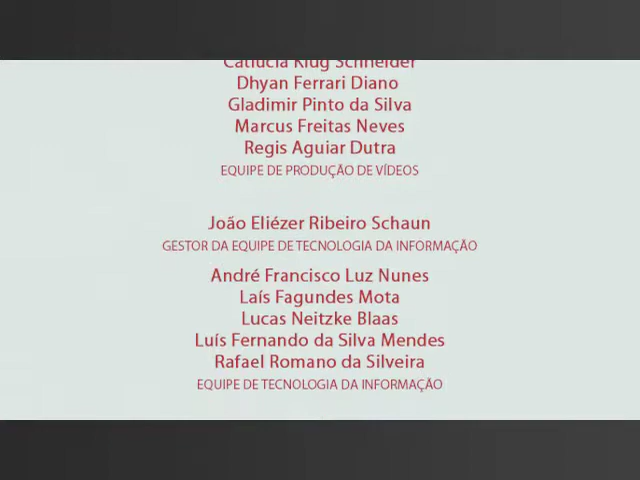 Klug Schneider
Dhyan Ferrari Diano
Gladimir Pinto da Silva
Marcus Freitas Neves
Regis Aguiar Dutra
EQUIPE DE PRODUÇÃO DE VÍDEOS
João Eliézer Ribeiro Schaun
GESTOR DA EQUIPE DE TECNOLOGIA DA INFORMAÇÃO
André Francisco Luz Nunes
Laís Fagundes Mota
Lucas Neitzke Blaas
Luís Fernando da Silva Mendes
Rafael Romano da Silveira
EQUIPE DE TECNOLOGIA DA INFORMAÇÃO